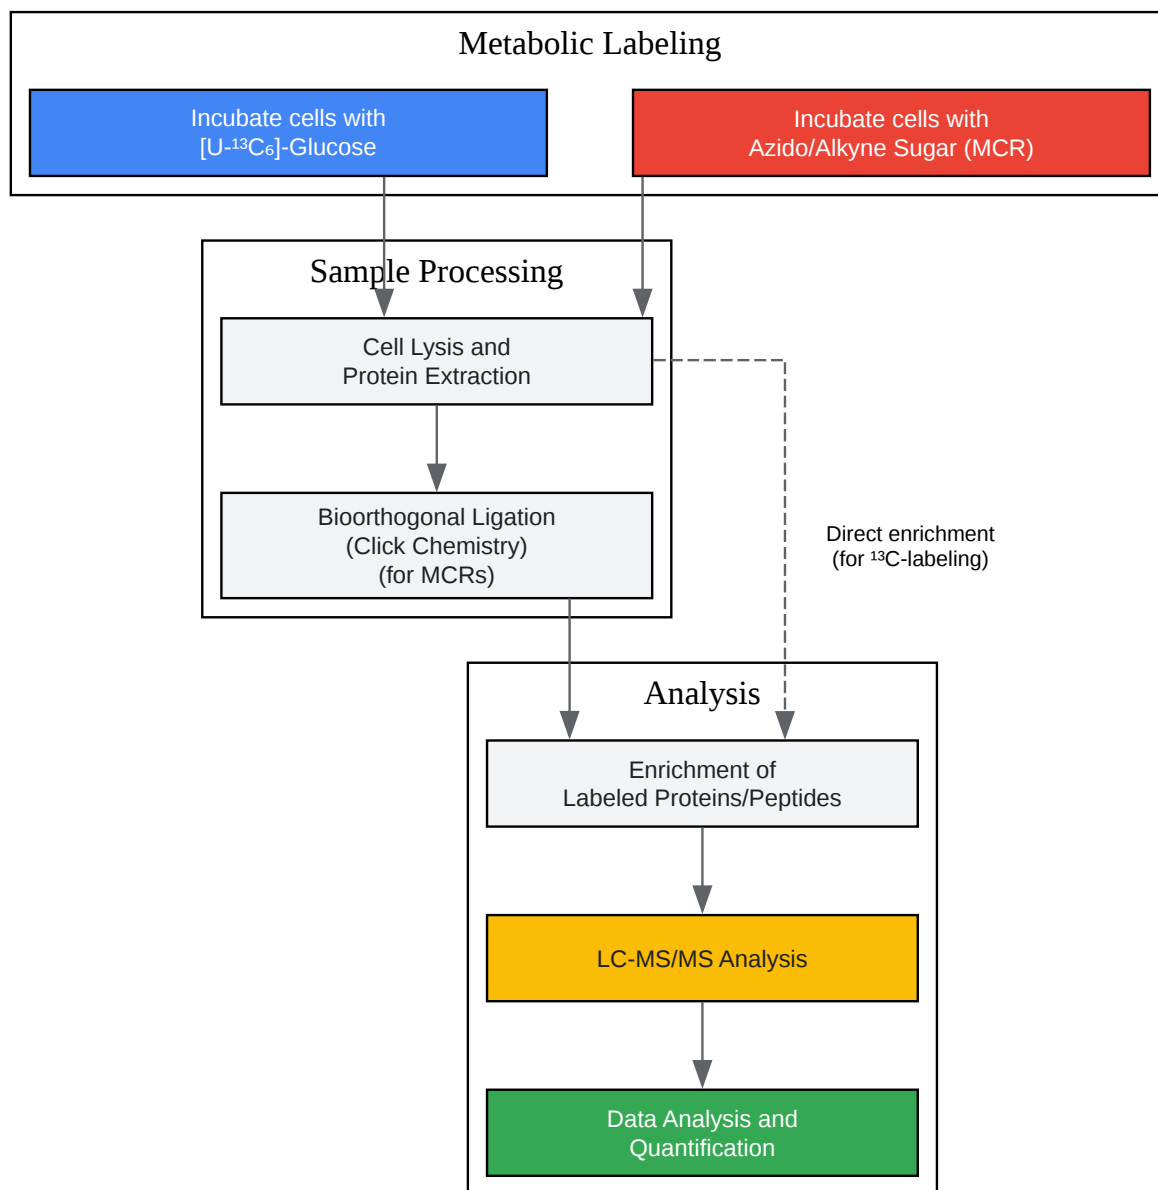 Metabolic Labeling
Incubate cells with
[U-¹³C₆]-Glucose
Incubate cells with
Azido/Alkyne Sugar (MCR)
Sample Processing
Cell Lysis and
Protein Extraction
Bioorthogonal Ligation
(Click Chemistry)
(for MCRs)
Direct enrichment
(for ¹³C-labeling)
Analysis
Enrichment of
Labeled Proteins/Peptides
LC-MS/MS Analysis
Data Analysis and
Quantification